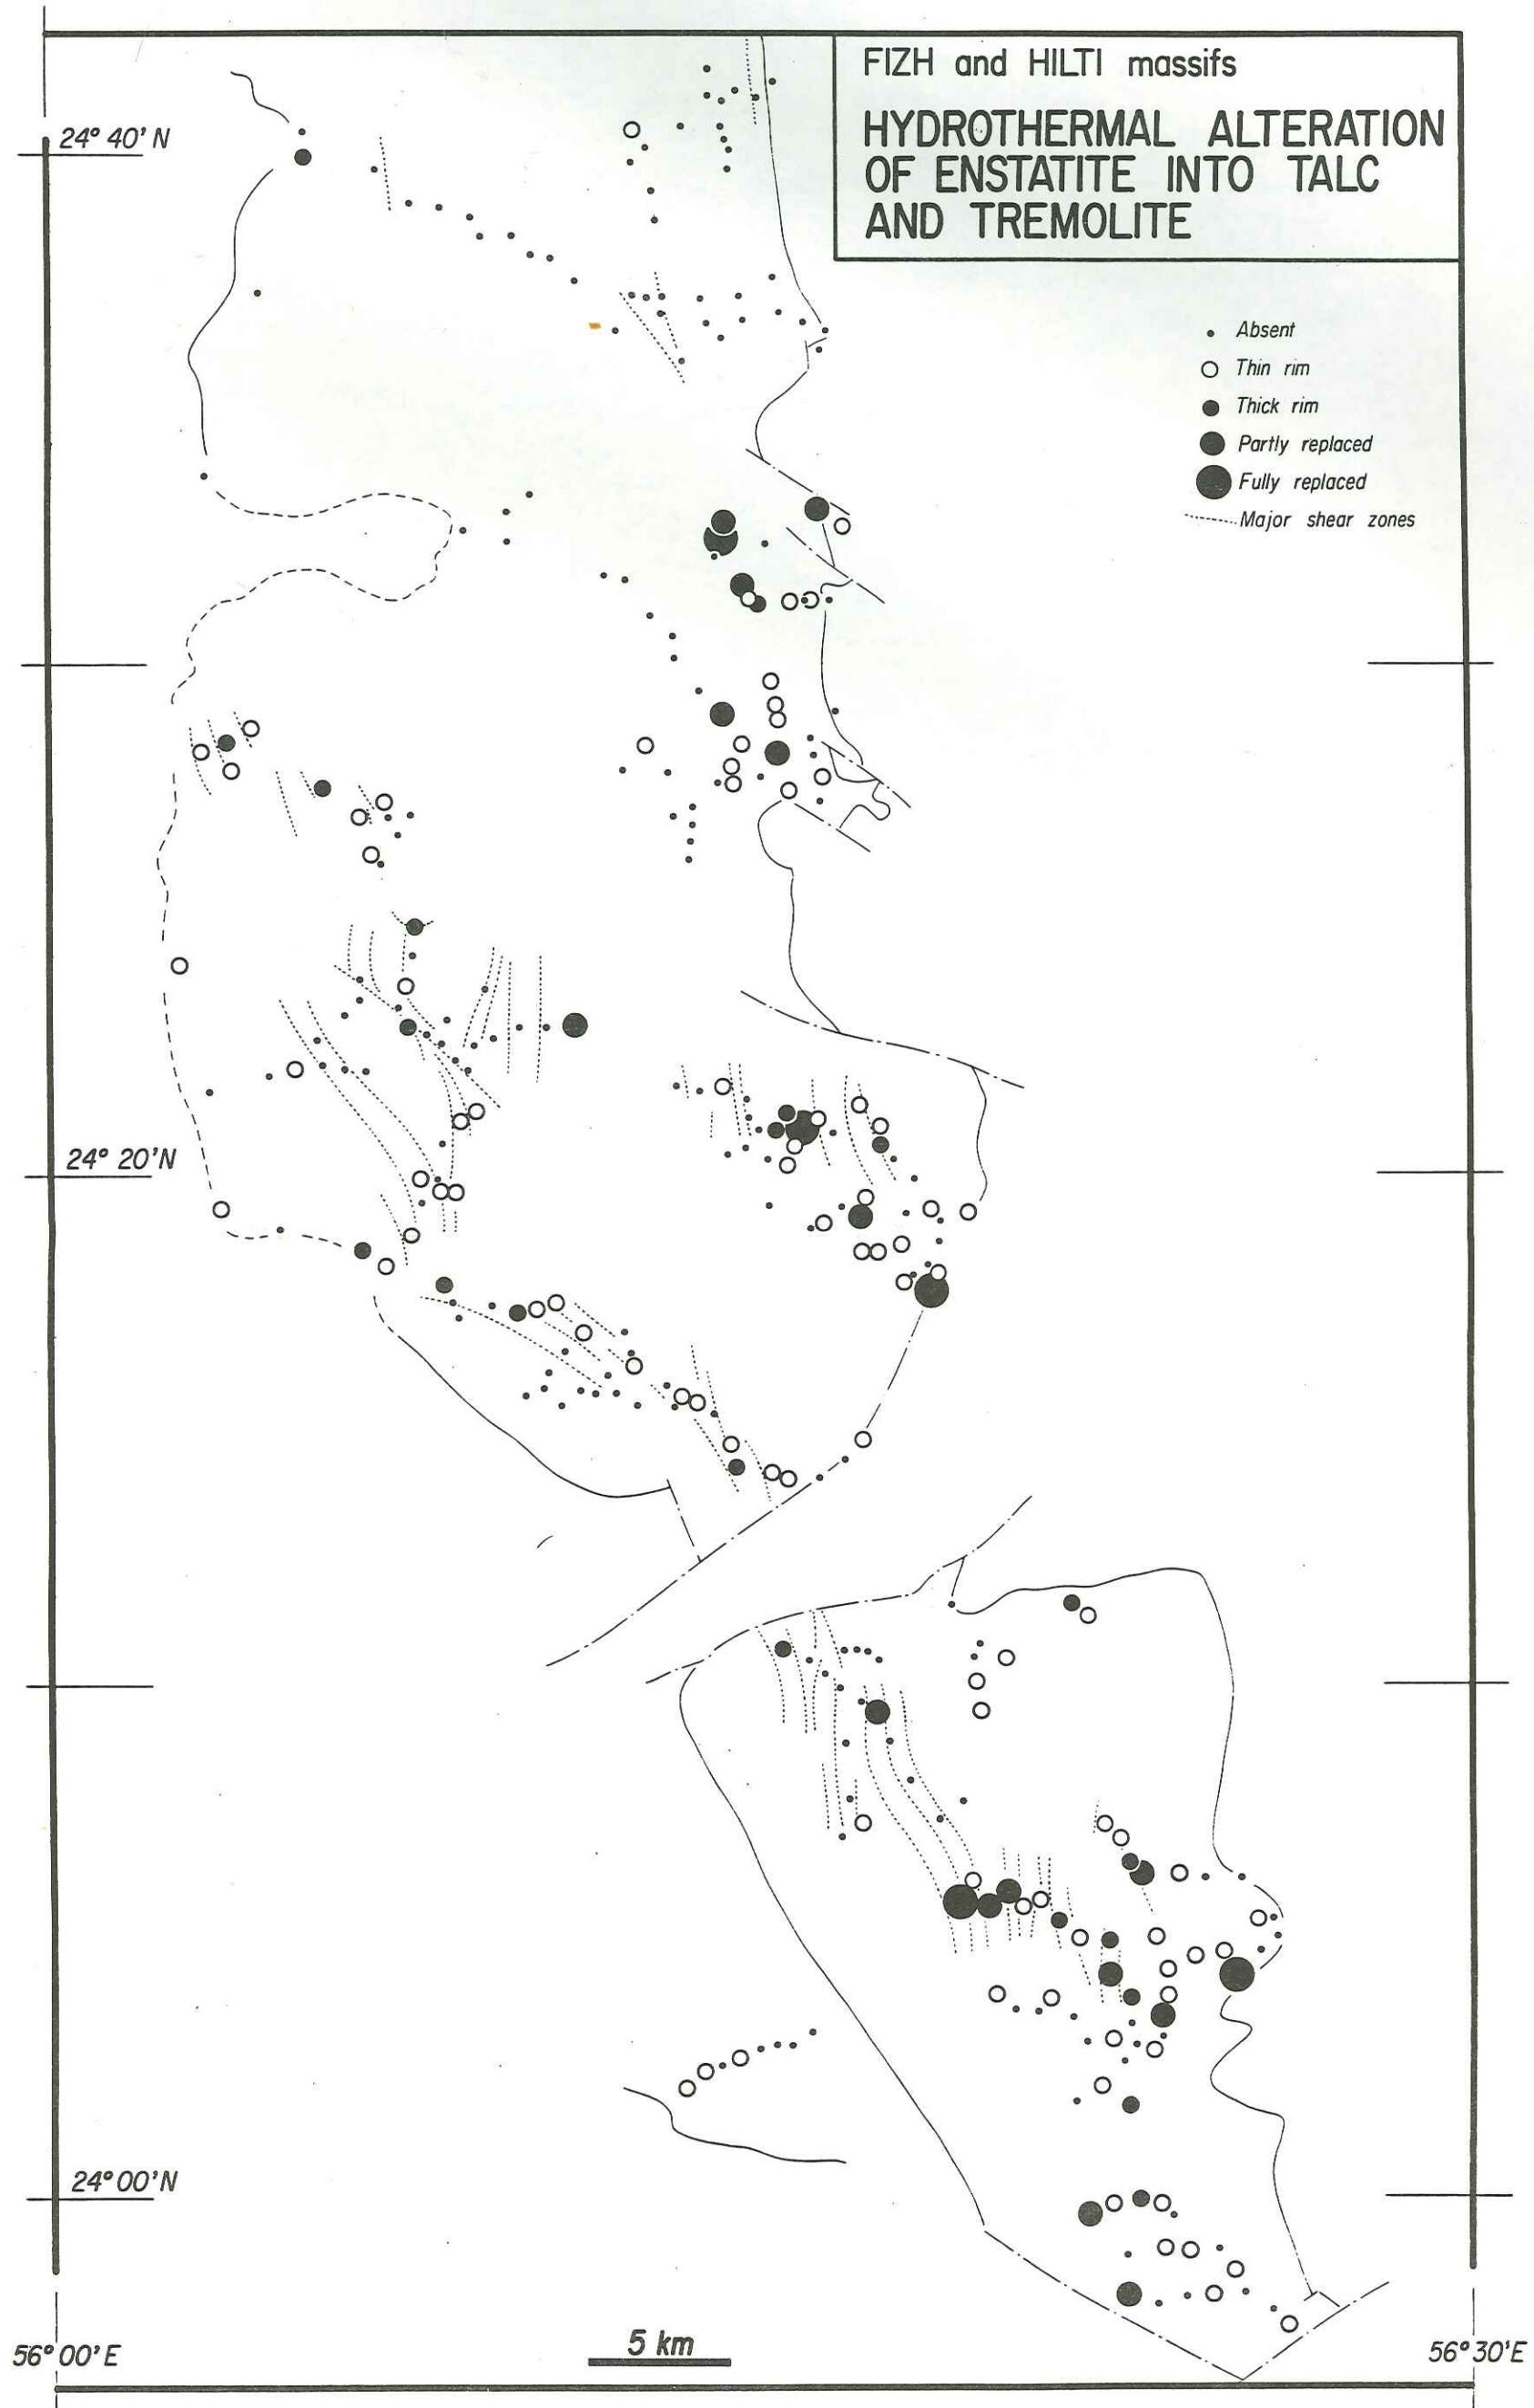 FIZH and HILTI massifs
HYDROTHERMAL ALTERATION
OF ENSTATITE INTO TALC
AND TREMOLITE
24° 40' N
Absent
Thin rim
Thick rim
Partly replaced
Fully replaced
Major shear zones
24° 20'N
24°00'N
56°00'E
5 km
56°30'E